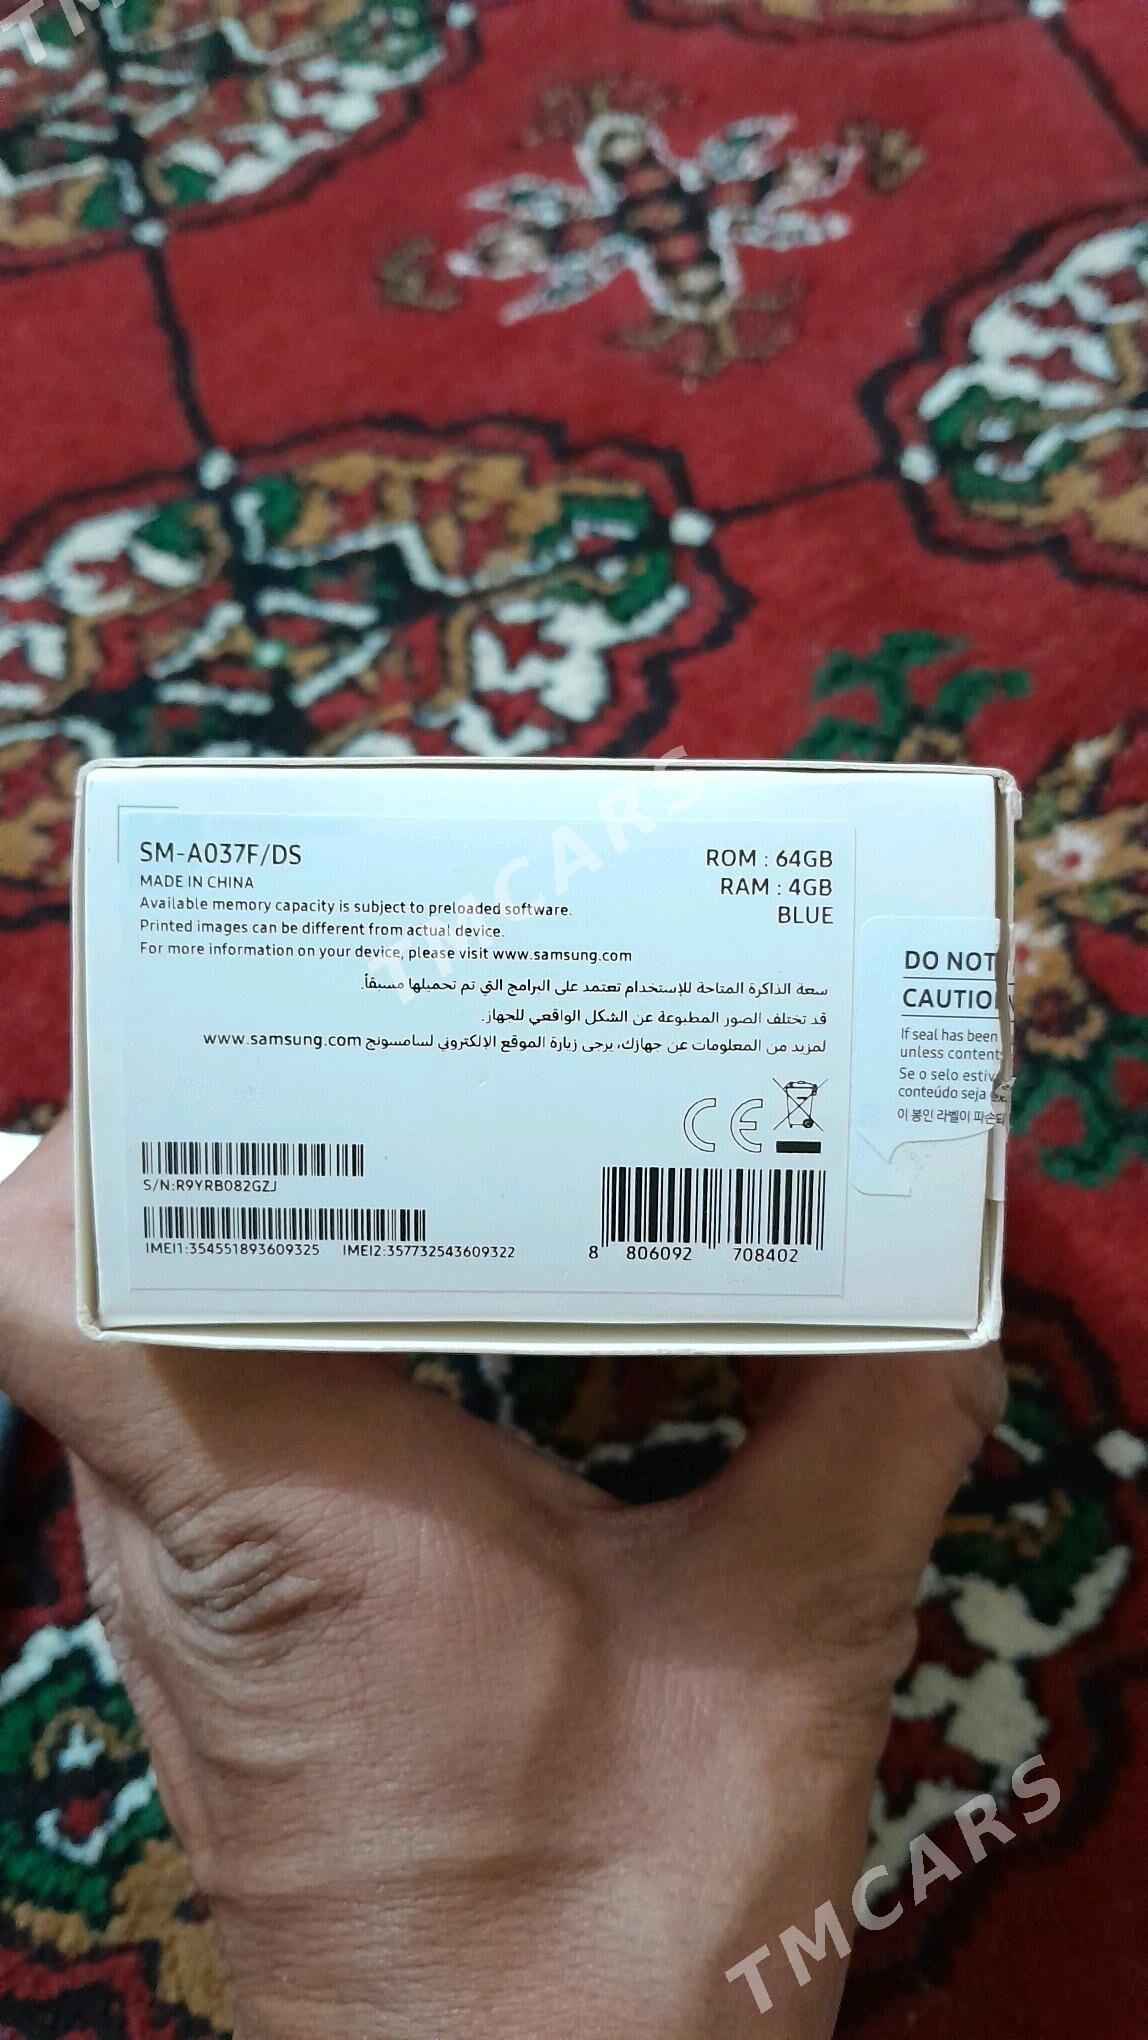 SM-A037F/DS
MADE IN CHINA
Available memory capacity is subject to preloaded software.
Printed images can be different from actual device.
For more information on your device, please visit www.samsung.com
ROM : 64GB
RAM : 4GB
BLUE
سعة الذاكرة المتاحة للإستخدام تعتمد على البرامج التي تم تحميلها مسبقاً.
قد تختلف الصور المطبوعة عن الشكل الواقعي للجهاز.
لمزيد من المعلومات عن جهازك، يرجى زيارة الموقع الإلكتروني لسامسونج www.samsung.com
CE
S/N:R9YRB082GZJ
IMEI1:354551893609325 IMEI2:357732543609322
8 806092 708402
DO NOT
CAUTION
If seal has been
unless content
Se o selo estiv
conteúdo seja
이 봉인 라벨이 파손되
TMCARS
TMCARS